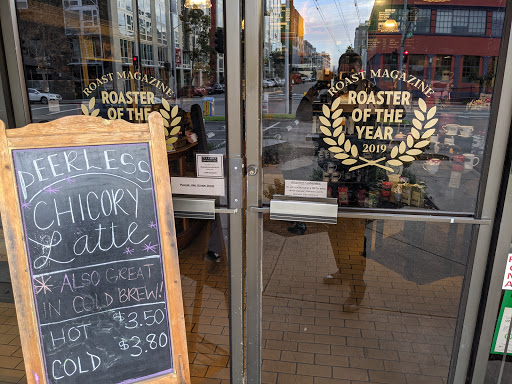 PEERLESS
CHICORY
Latte
ALSO GREAT
IN COLD BREW!
HOT $3.50
COLD $3.80
ROAST MAGAZINE
ROASTER
OF THE
ROAST MAGAZINE
ROASTER
OF THE
YEAR
2019